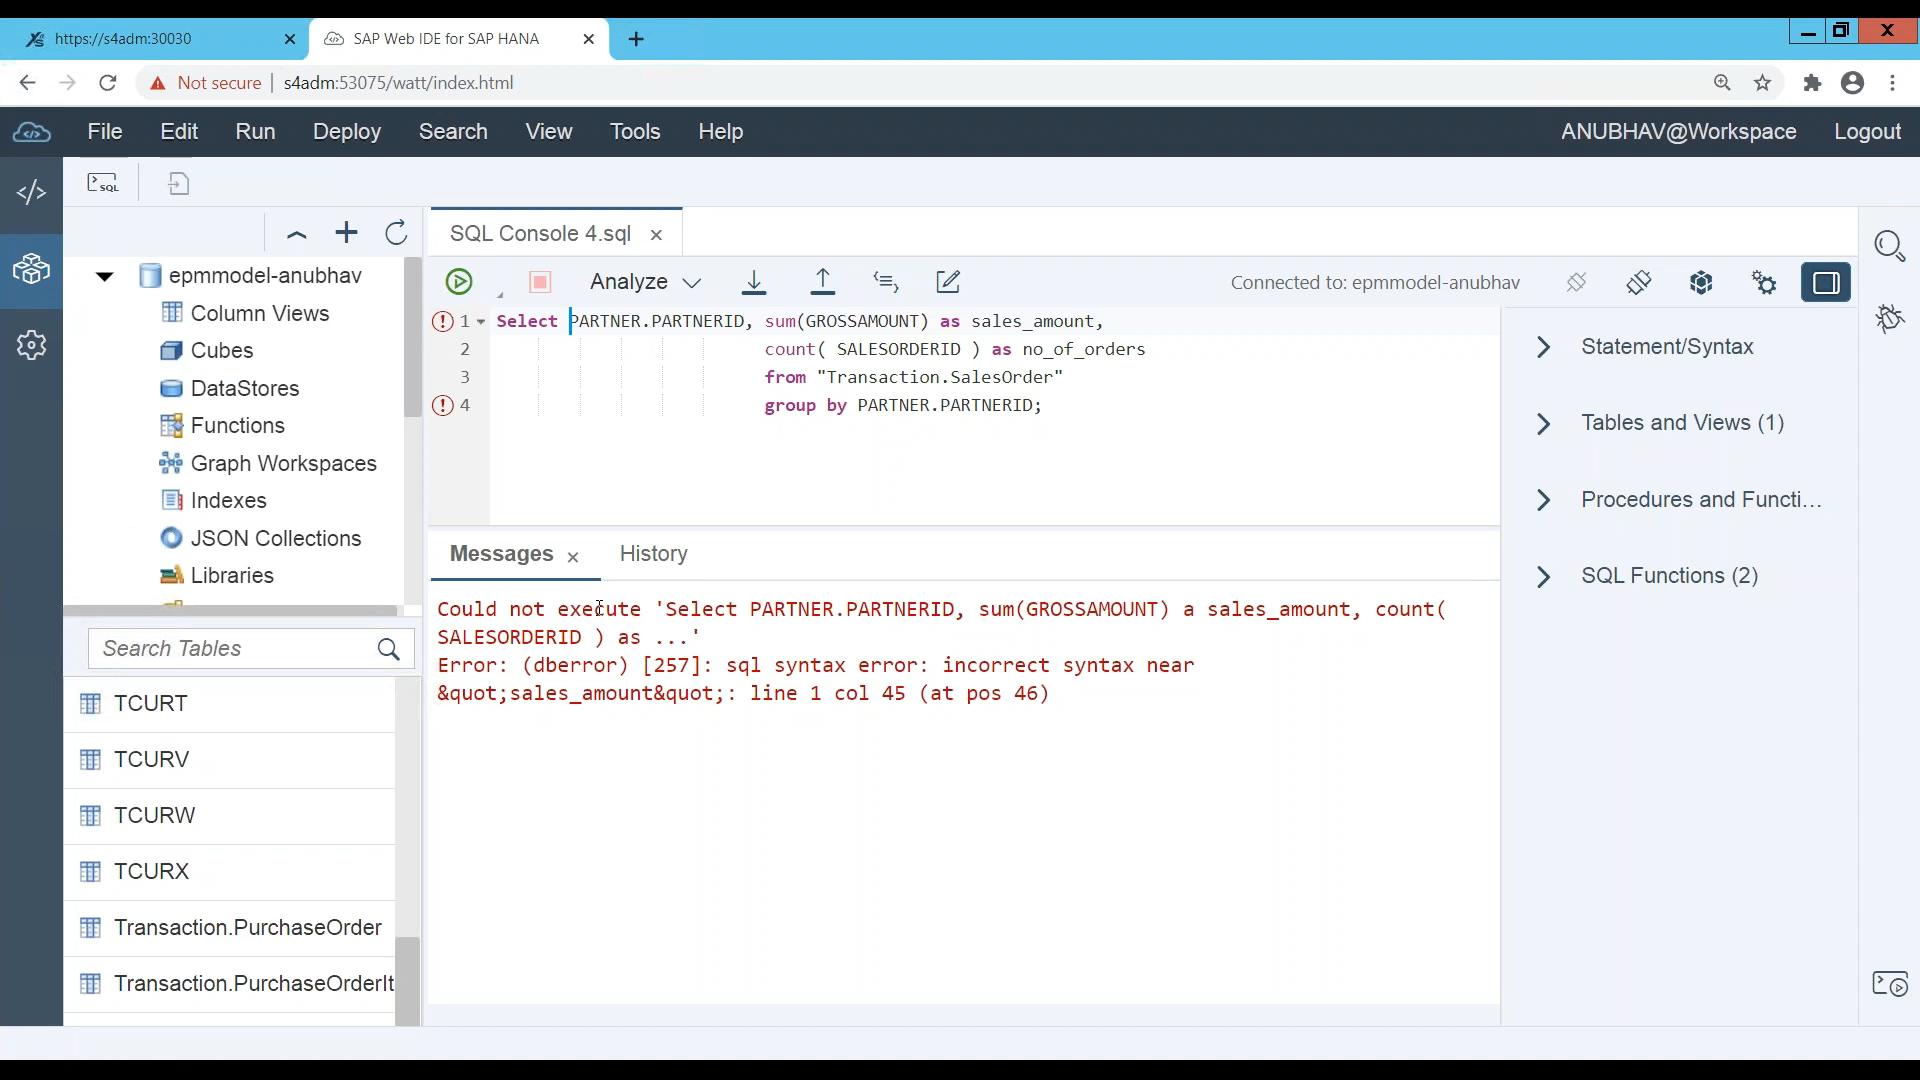 https://s4adm:30030
SAP Web IDE for SAP HANA
Not secure
s4adm:53075/watt/index.html
File Edit Run Deploy Search View Tools Help
ANUBHAV@Workspace Logout
SQL
SQL Console 4.sql
epmmodel-anubhav
Column Views
Cubes
DataStores
Functions
Graph Workspaces
Indexes
JSON Collections
Libraries
Search Tables
TCURT
TCURV
TCURW
TCURX
Transaction.PurchaseOrder
Transaction.PurchaseOrderIt
Analyze
Connected to: epmmodel-anubhav
1 Select PARTNER.PARTNERID, sum(GROSSAMOUNT) as sales_amount,
2 count( SALESORDERID ) as no_of_orders
3 from "Transaction.SalesOrder"
4 group by PARTNER.PARTNERID;
Messages History
Could not execute 'Select PARTNER.PARTNERID, sum(GROSSAMOUNT) a sales_amount, count(
SALESORDERID ) as ...'
Error: (dberror) [257]: sql syntax error: incorrect syntax near
&quot;sales_amount&quot;: line 1 col 45 (at pos 46)
Statement/Syntax
Tables and Views (1)
Procedures and Functi...
SQL Functions (2)